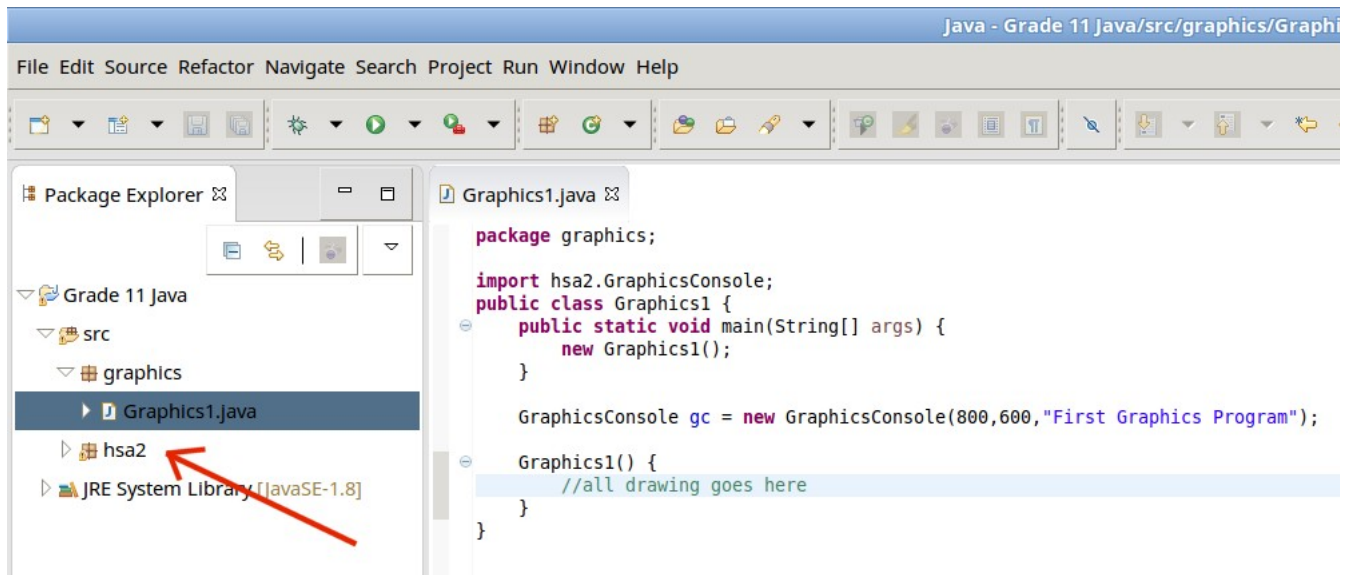 Java - Grade 11 Java/src/graphics/Graphi
File Edit Source Refactor Navigate Search Project Run Window Help
Package Explorer
Grade 11 Java
src
graphics
Graphics1.java
hsa2
JRE System Library [JavaSE-1.8]
Graphics1.java
package graphics;
import hsa2.GraphicsConsole;
public class Graphics1 {
public static void main(String[] args) {
new Graphics1();
}
GraphicsConsole gc = new GraphicsConsole(800,600,"First Graphics Program");
Graphics1() {
//all drawing goes here
}
}